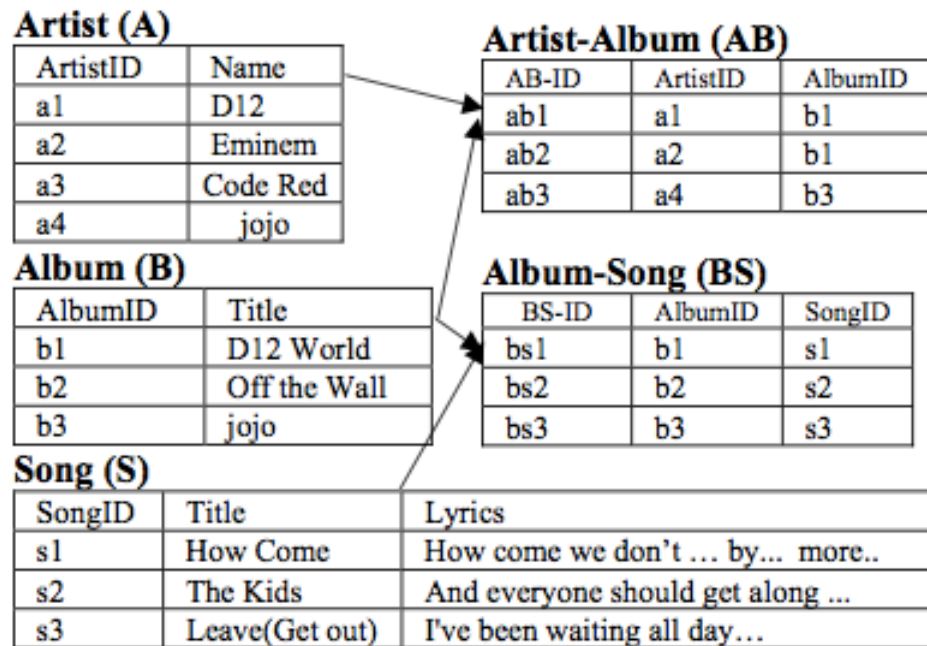 Artist (A)
ArtistID Name
a1 D12
a2 Eminem
a3 Code Red
a4 jojo
Artist-Album (AB)
AB-ID ArtistID AlbumID
ab1 a1 b1
ab2 a2 b1
ab3 a4 b3
Album (B)
AlbumID Title
b1 D12 World
b2 Off the Wall
b3 jojo
Album-Song (BS)
BS-ID AlbumID SongID
bs1 b1 s1
bs2 b2 s2
bs3 b3 s3
Song (S)
SongID Title Lyrics
s1 How Come How come we don’t … by... more..
s2 The Kids And everyone should get along ...
s3 Leave(Get out) I've been waiting all day…